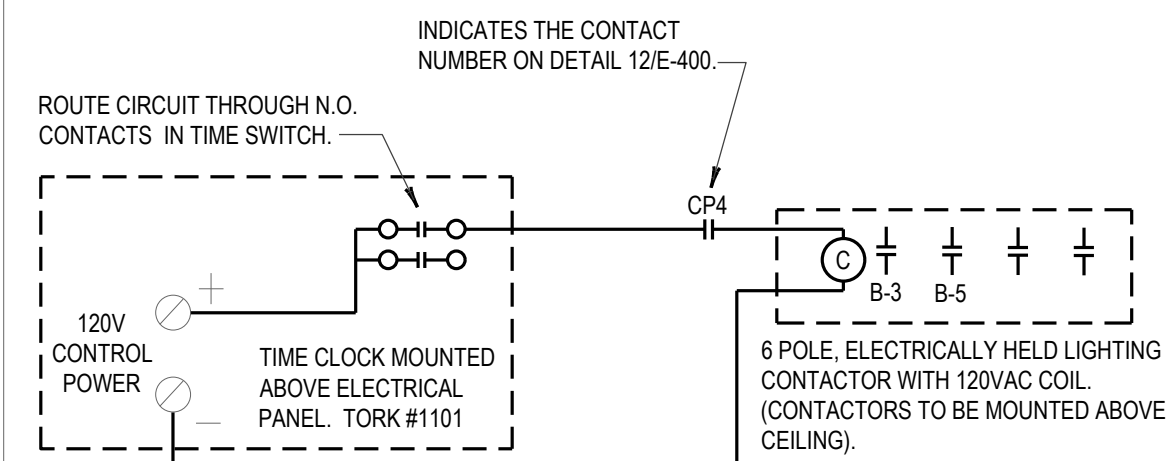 INDICATES THE CONTACT
NUMBER ON DETAIL 12/E-400.
ROUTE CIRCUIT THROUGH N.O.
CONTACTS IN TIME SWITCH.
CP4
+
C
B-3
B-5
120V
CONTROL
POWER
—
TIME CLOCK MOUNTED
ABOVE ELECTRICAL
PANEL. TORK #1101
6 POLE, ELECTRICALLY HELD LIGHTING
CONTACTOR WITH 120VAC COIL.
(CONTACTORS TO BE MOUNTED ABOVE
CEILING).